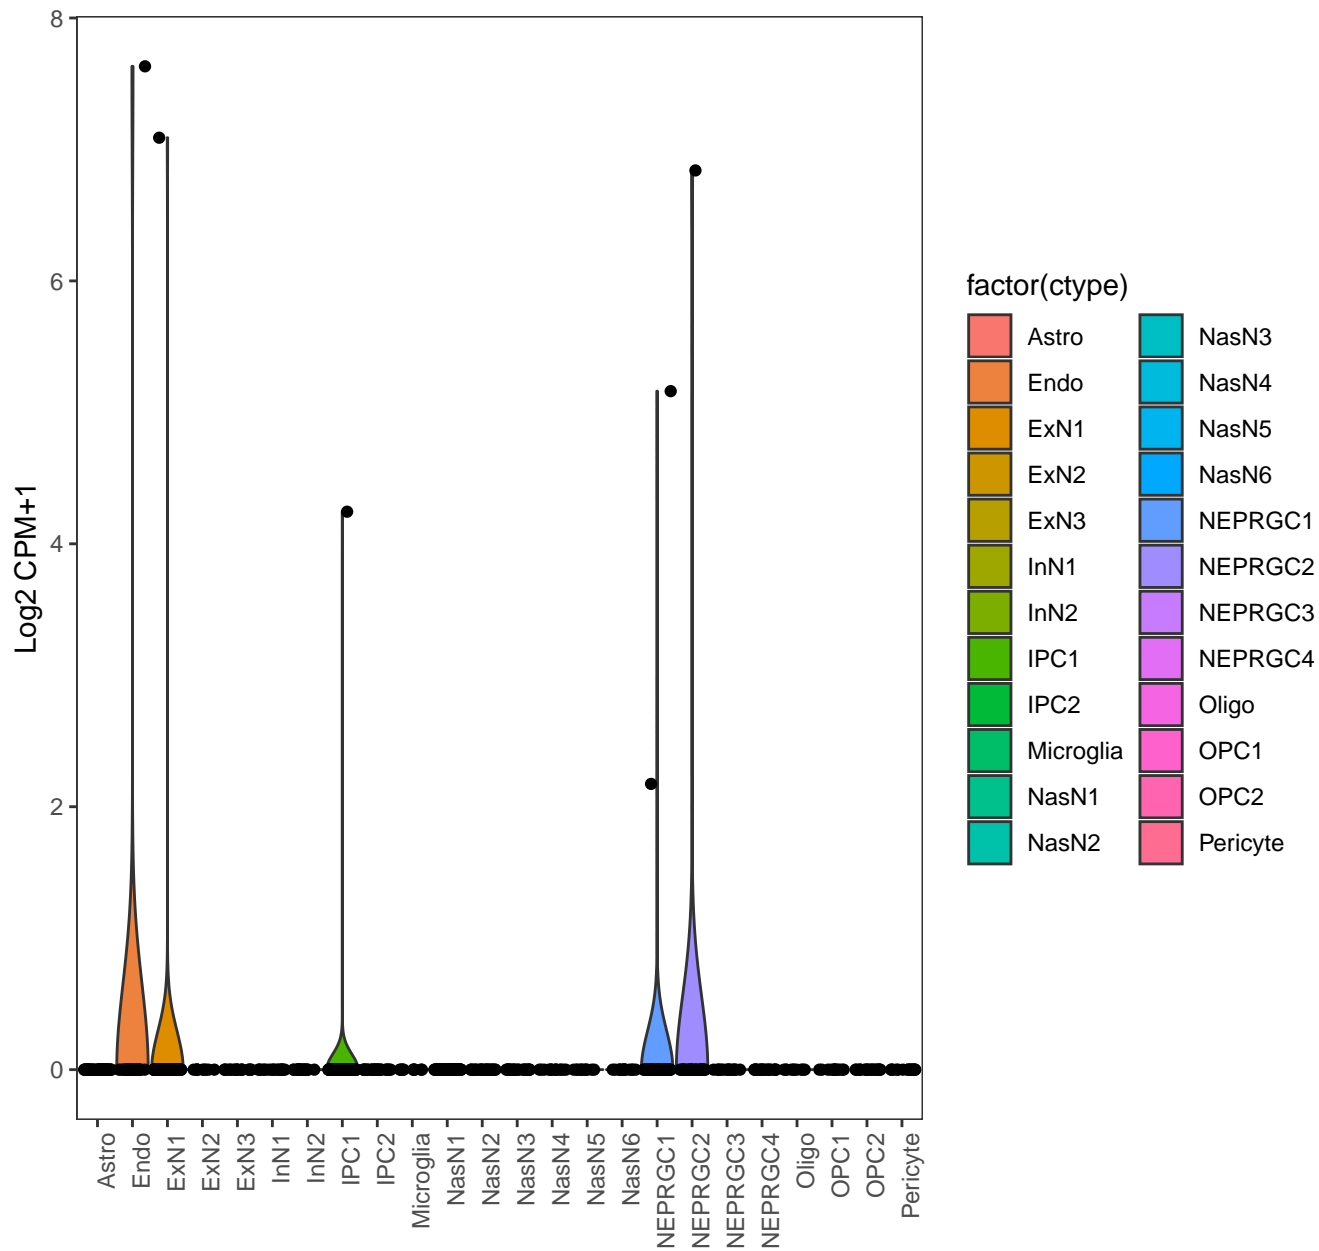 8
6
4
2
0
Log2 CPM+1
Astro
Endo
ExN1
ExN2
ExN3
InN1
InN2
IPC1
IPC2
Microglia
NasN1
NasN2
NasN3
NasN4
NasN5
NasN6
NEPRGC1
NEPRGC2
NEPRGC3
NEPRGC4
Oligo
OPC1
OPC2
Pericyte
factor(ctype)
Astro
Endo
ExN1
ExN2
ExN3
InN1
InN2
IPC1
IPC2
Microglia
NasN1
NasN2
NasN3
NasN4
NasN5
NasN6
NEPRGC1
NEPRGC2
NEPRGC3
NEPRGC4
Oligo
OPC1
OPC2
Pericyte